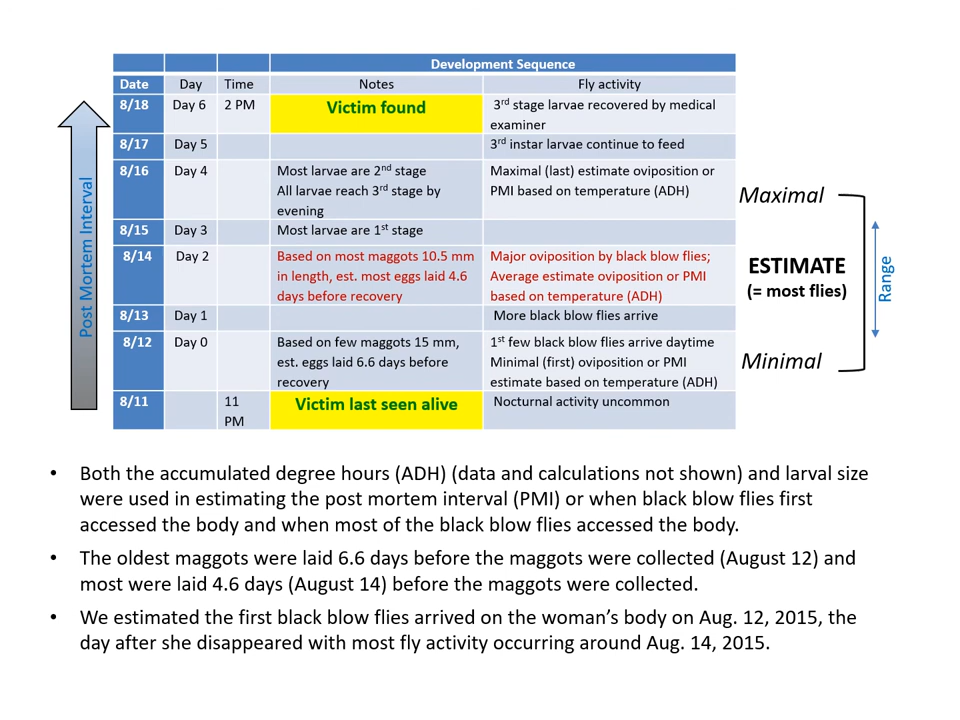 Development Sequence
Date Day Time Notes Fly activity
8/18 Day 6 2 PM Victim found 3rd stage larvae recovered by medical
examiner
8/17 Day 5 3rd instar larvae continue to feed
8/16 Day 4 Most larvae are 2nd stage Maximal (last) estimate oviposition or
All larvae reach 3rd stage by PMI based on temperature (ADH)
evening
8/15 Day 3 Most larvae are 1st stage
8/14 Day 2 Based on most maggots 10.5 mm Major oviposition by black blow flies;
in length, est. most eggs laid 4.6 Average estimate oviposition or PMI
days before recovery based on temperature (ADH)
8/13 Day 1 More black blow flies arrive
8/12 Day 0 Based on few maggots 15 mm, 1st few black blow flies arrive daytime
est. eggs laid 6.6 days before Minimal (first) oviposition or PMI
recovery estimate based on temperature (ADH)
8/11 11 Victim last seen alive Nocturnal activity uncommon
PM
Post Mortem Interval
Maximal
ESTIMATE
(= most flies)
Minimal
Range
• Both the accumulated degree hours (ADH) (data and calculations not shown) and larval size
were used in estimating the post mortem interval (PMI) or when black blow flies first
accessed the body and when most of the black blow flies accessed the body.
• The oldest maggots were laid 6.6 days before the maggots were collected (August 12) and
most were laid 4.6 days (August 14) before the maggots were collected.
• We estimated the first black blow flies arrived on the woman's body on Aug. 12, 2015, the
day after she disappeared with most fly activity occurring around Aug. 14, 2015.